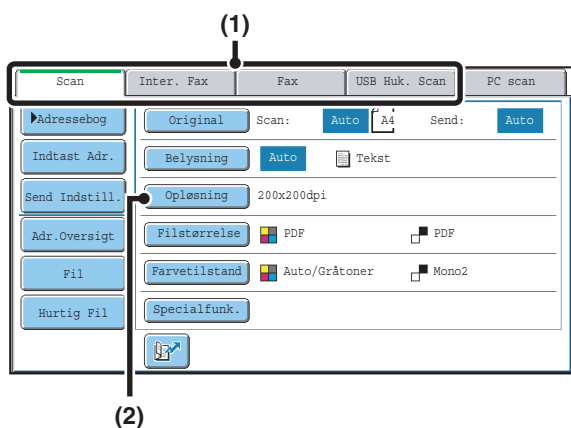 (1)
Scan Inter. Fax Fax USB Huk. Scan PC scan
Adressebog Original Scan: Auto A4 Send: Auto
Indtast Adr. Belysning Auto Tekst
Send Indstill. Opløsning 200x200dpi
Adr.Oversigt Filstørrelse PDF PDF
Fil Farvetilstand Auto/Gråtoner Mono2
Hurtig Fil Specialfunk.
(2)